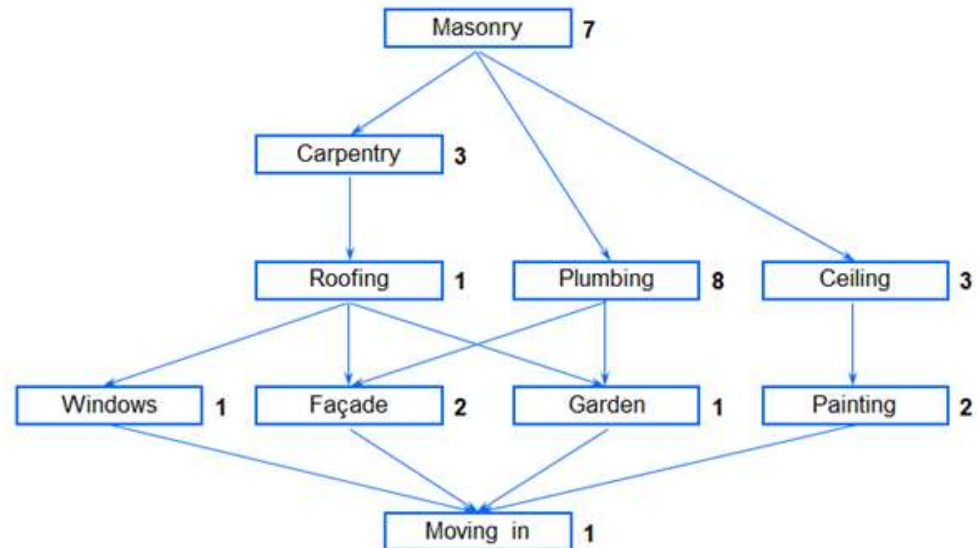 Masonry 7
Carpentry 3
Roofing 1 Plumbing 8 Ceiling 3
Windows 1 Façade 2 Garden 1 Painting 2
Moving in 1